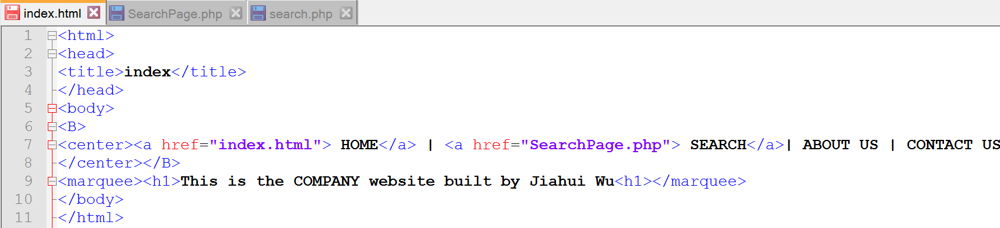 index.html SearchPage.php search.php
1 <html>
2 <head>
3 <title>index</title>
4 </head>
5 <body>
6 <B>
7 <center><a href="index.html"> HOME</a> | <a href="SearchPage.php"> SEARCH</a>| ABOUT US | CONTACT US
8 </center></B>
9 <marquee><h1>This is the COMPANY website built by Jiahui Wu<h1></marquee>
10 </body>
11 </html>